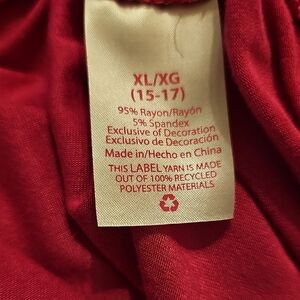 XL/XG
(15-17)
95% Rayon/Rayón
5% Spandex
Exclusive of Decoration
Exclusivo de Decoración
Made in/Hecho en China
THIS LABEL YARN IS MADE
OUT OF 100% RECYCLED
POLYESTER MATERIALS